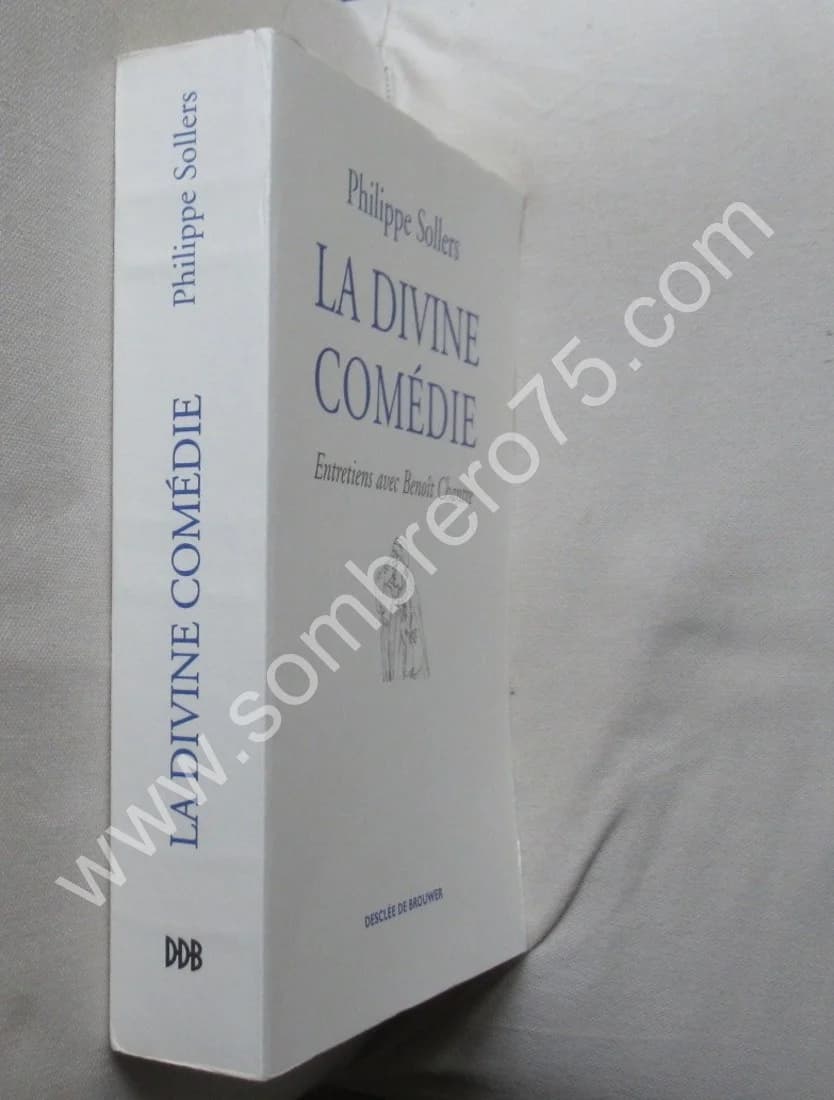 Philippe Sollers
LA DIVINE COMÉDIE
DDB
Philippe Sollers
LA DIVINE
COMÉDIE
Entretiens avec Benoît Chantre
DESCLÉE DE BROUWER
www.sombrero75.com